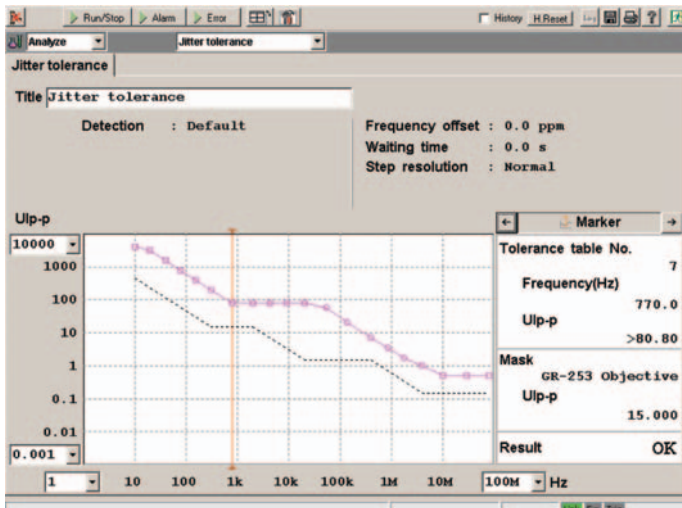 Run/Stop Alarm Error History H.Reset
Analyze Jitter tolerance
Jitter tolerance
Title Jitter tolerance
Detection : Default
Frequency offset : 0.0 ppm
Waiting time : 0.0 s
Step resolution : Normal
UIp-p
10000
1000
100
10
1
0.1
0.01
0.001
1 10 100 1k 10k 100k 1M 10M 100M Hz
← Marker →
Tolerance table No.
7
Frequency(Hz)
770.0
UIp-p
>80.80
Mask
GR-253 Objective
UIp-p
15.000
Result OK